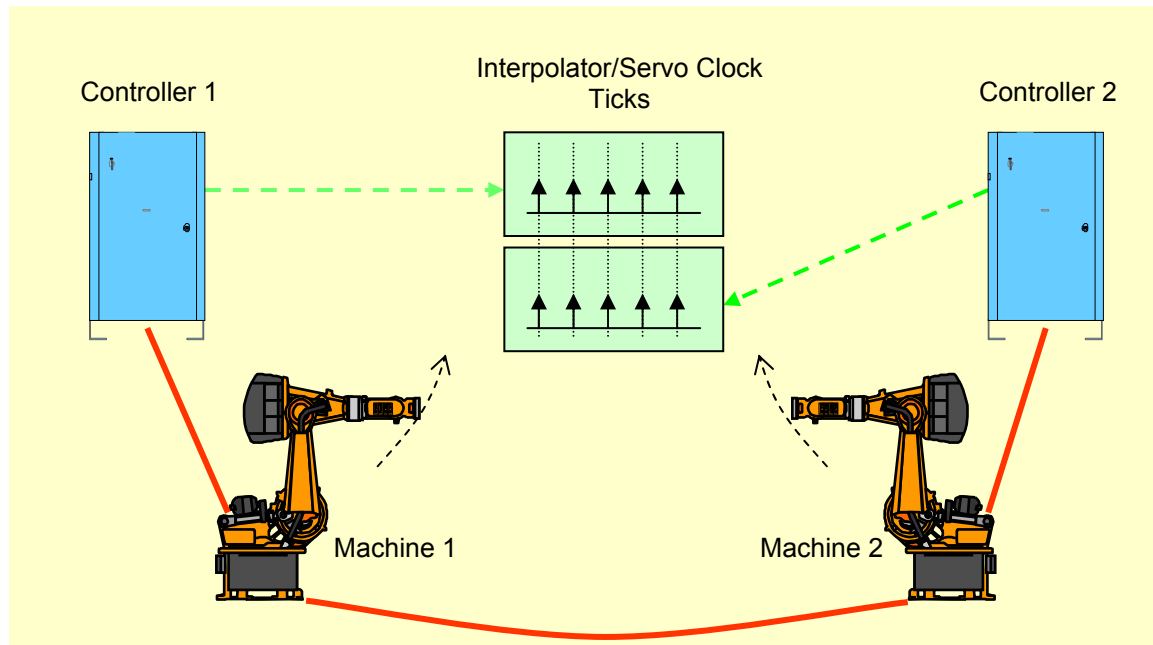 Interpolator/Servo Clock
Ticks
Controller 1
Controller 2
Machine 1
Machine 2